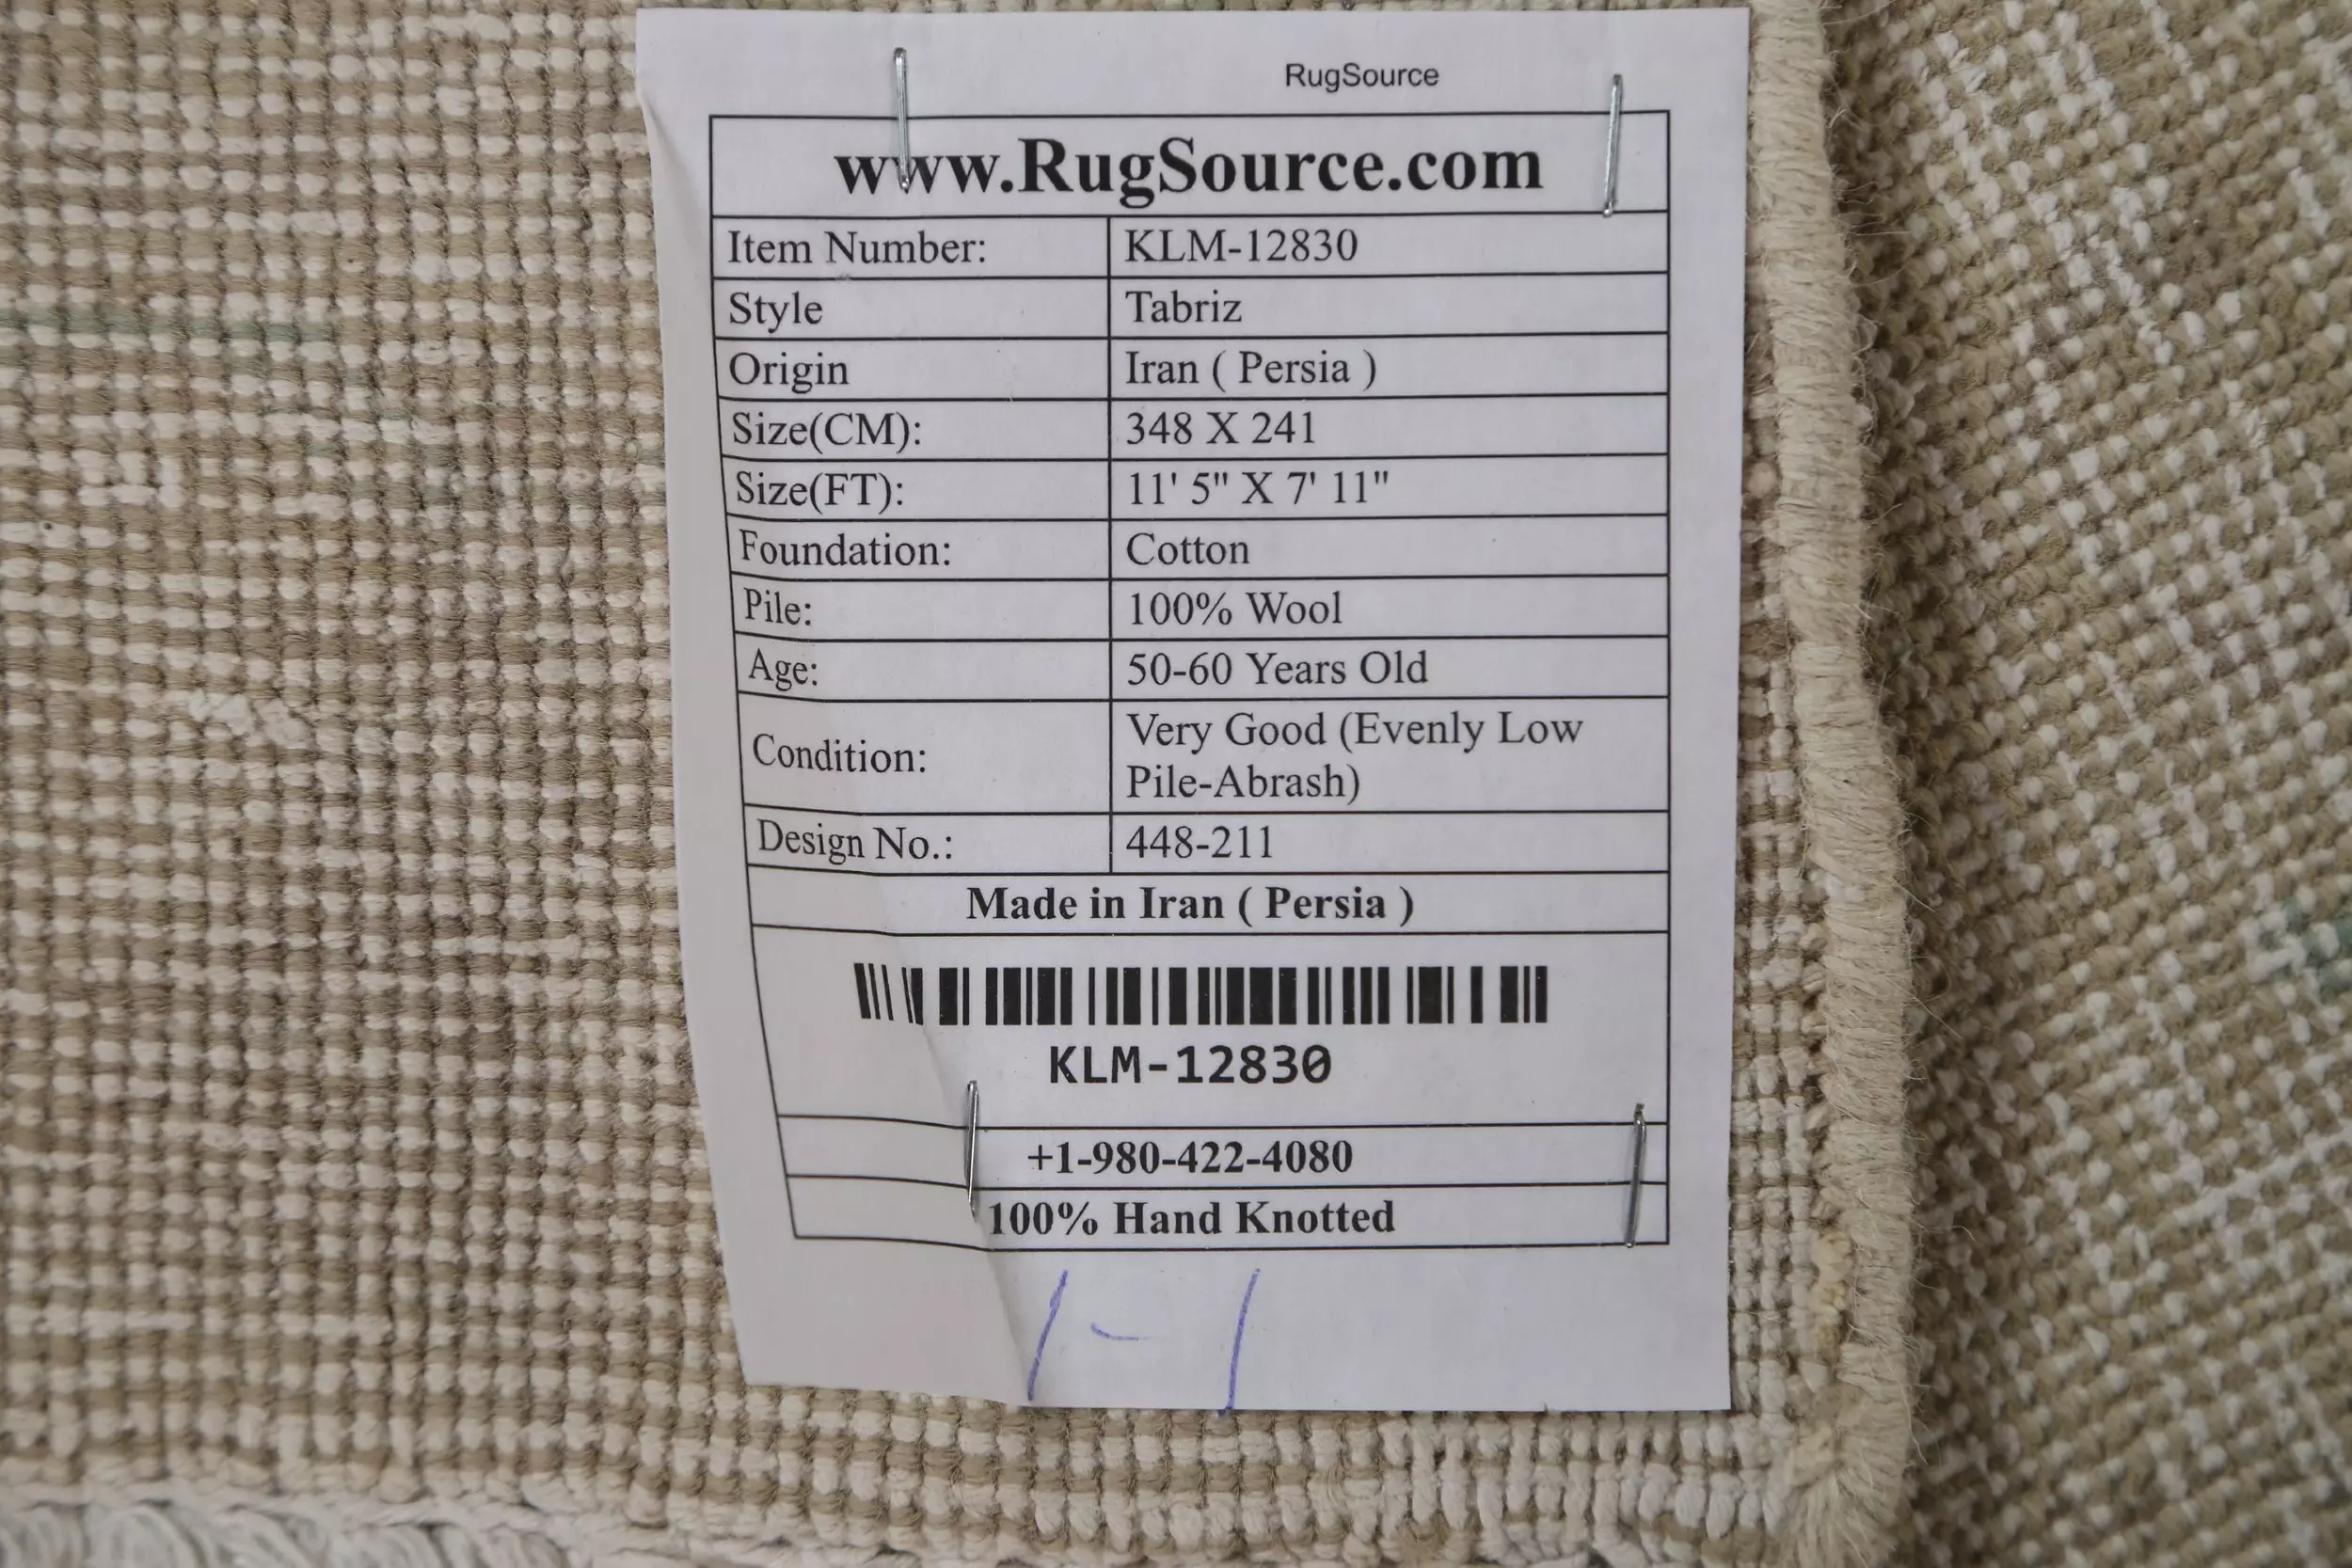 RugSource
www.RugSource.com
Item Number: KLM-12830
Style Tabriz
Origin Iran ( Persia )
Size(CM): 348 X 241
Size(FT): 11' 5" X 7' 11"
Foundation: Cotton
Pile: 100% Wool
Age: 50-60 Years Old
Condition: Very Good (Evenly Low
Pile-Abrash)
Design No.: 448-211
Made in Iran ( Persia )
KLM-12830
+1-980-422-4080
100% Hand Knotted
1-1